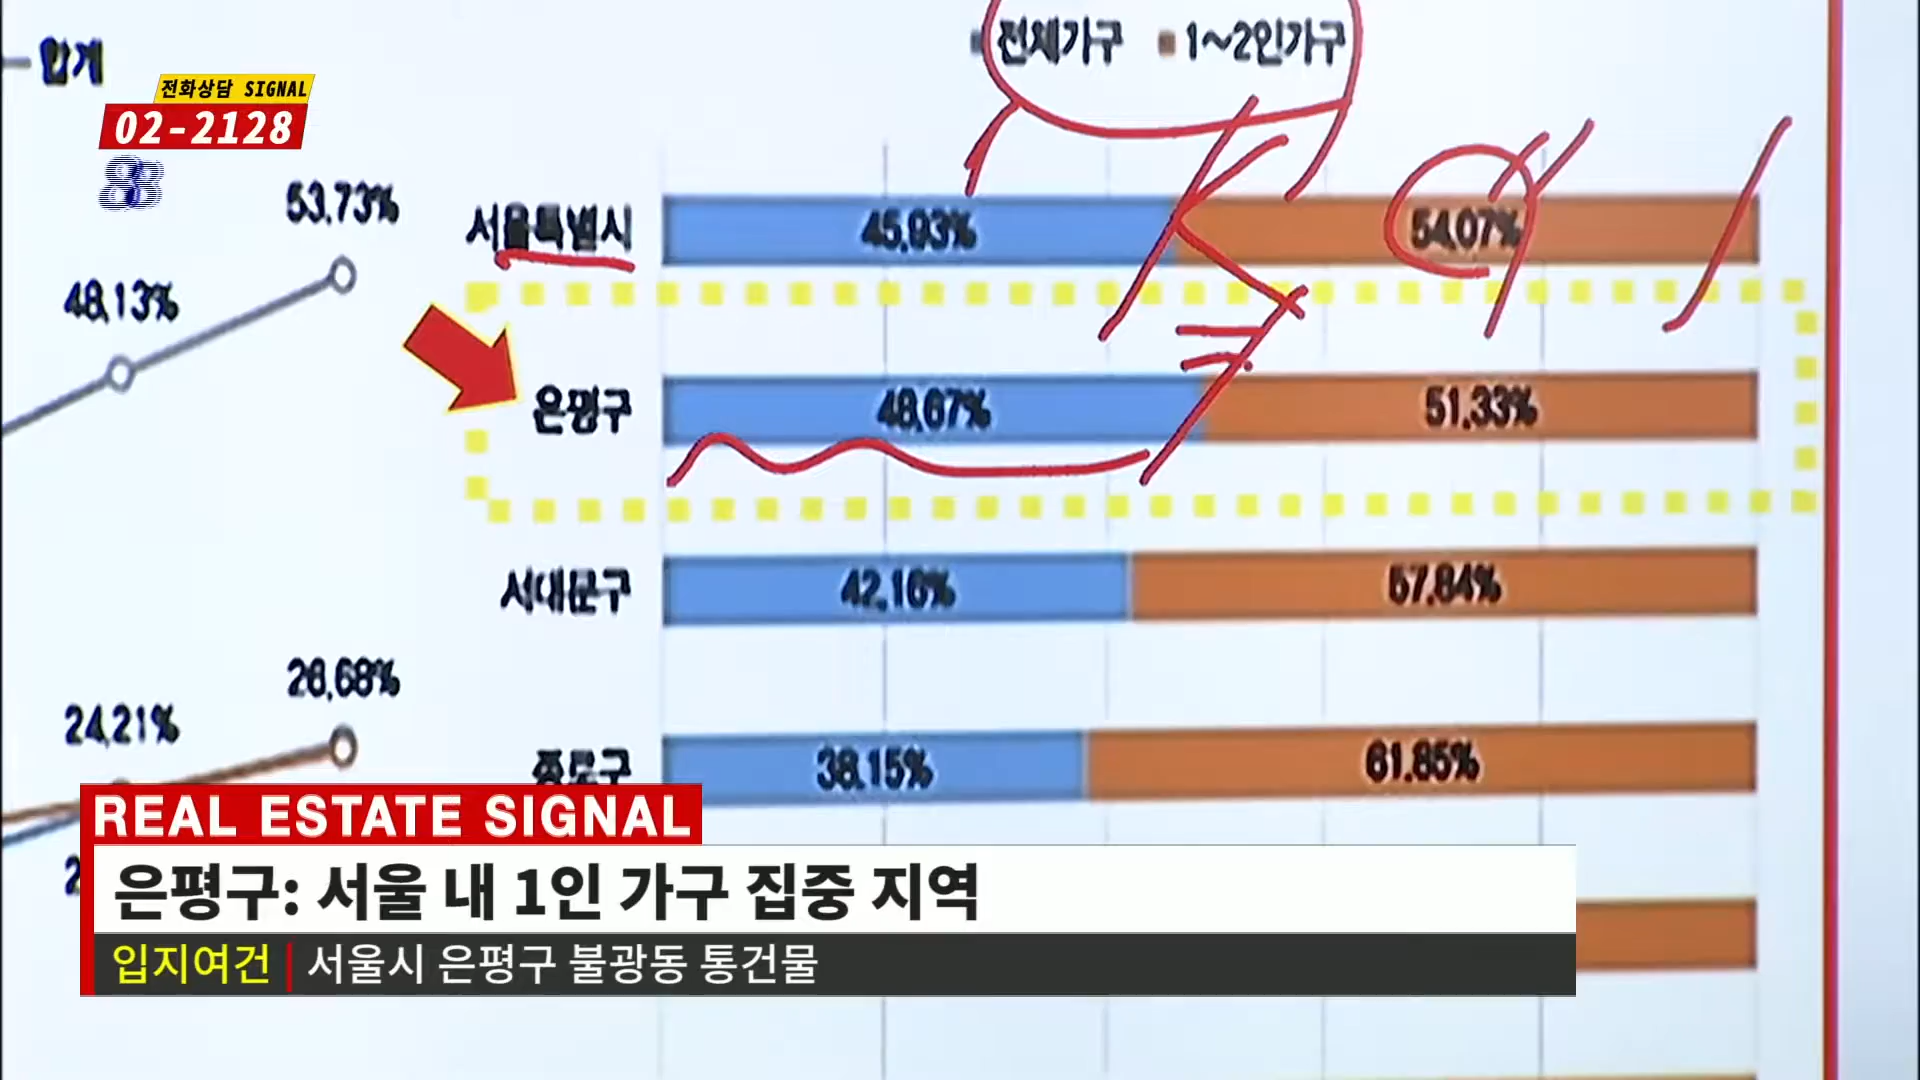 합계
전체가구 1~2인가구
전화상담 SIGNAL
02-2128
53.73%
48.13%
서울특별시 45.93% 54.07%
은평구 48.67% 51.33%
서대문구 42.16% 57.84%
26.68%
24.21%
종로구 38.15% 61.85%
REAL ESTATE SIGNAL
은평구: 서울 내 1인 가구 집중 지역
입지여건 | 서울시 은평구 불광동 통건물